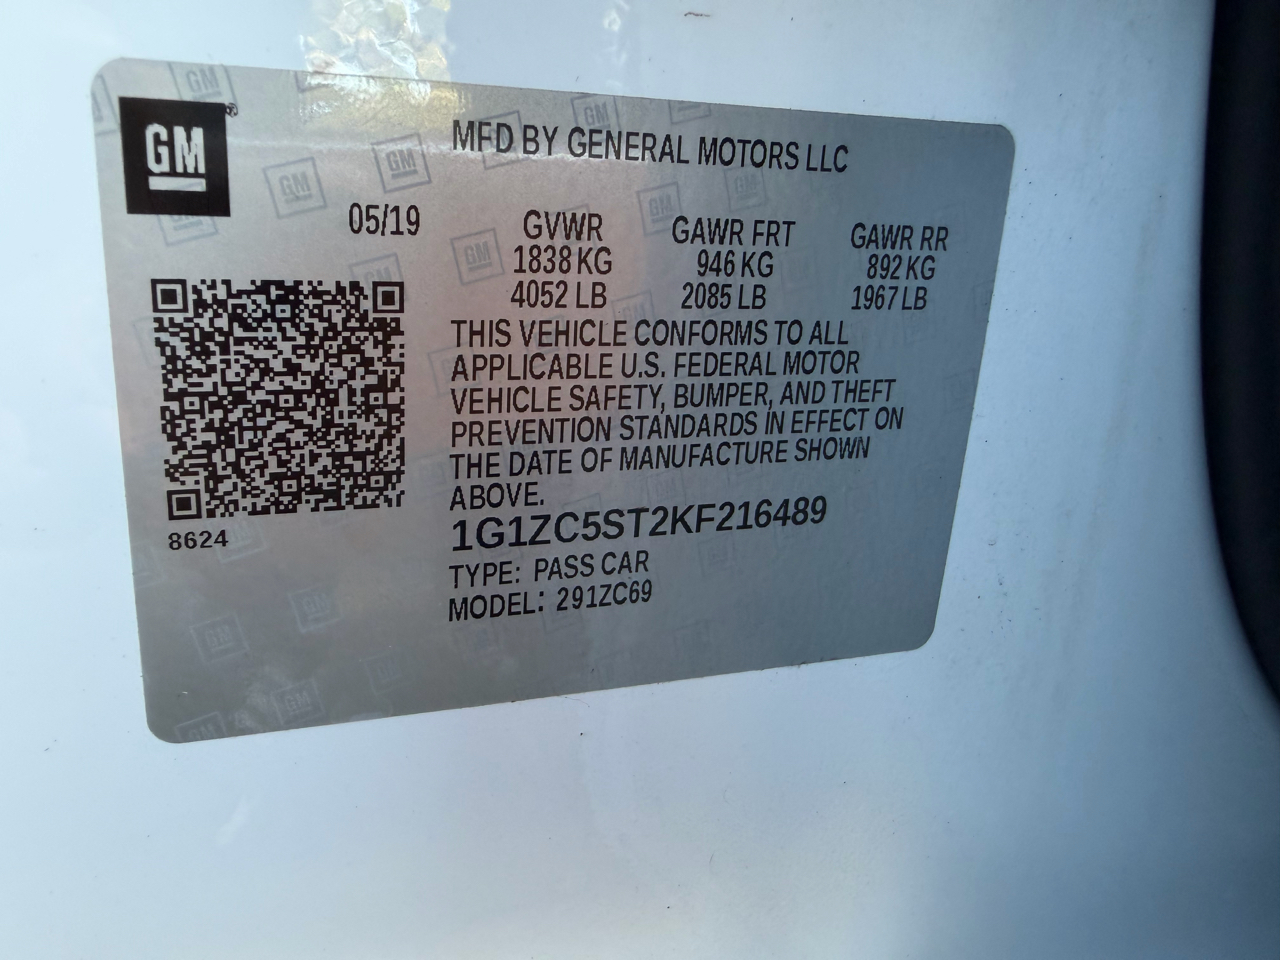 GM
MFD BY GENERAL MOTORS LLC
05/19
GVWR GAWR FRT GAWR RR
1838 KG 946 KG 892 KG
4052 LB 2085 LB 1967 LB
THIS VEHICLE CONFORMS TO ALL
APPLICABLE U.S. FEDERAL MOTOR
VEHICLE SAFETY, BUMPER, AND THEFT
PREVENTION STANDARDS IN EFFECT ON
THE DATE OF MANUFACTURE SHOWN
ABOVE.
8624
1G1ZC5ST2KF216489
TYPE: PASS CAR
MODEL: 291ZC69